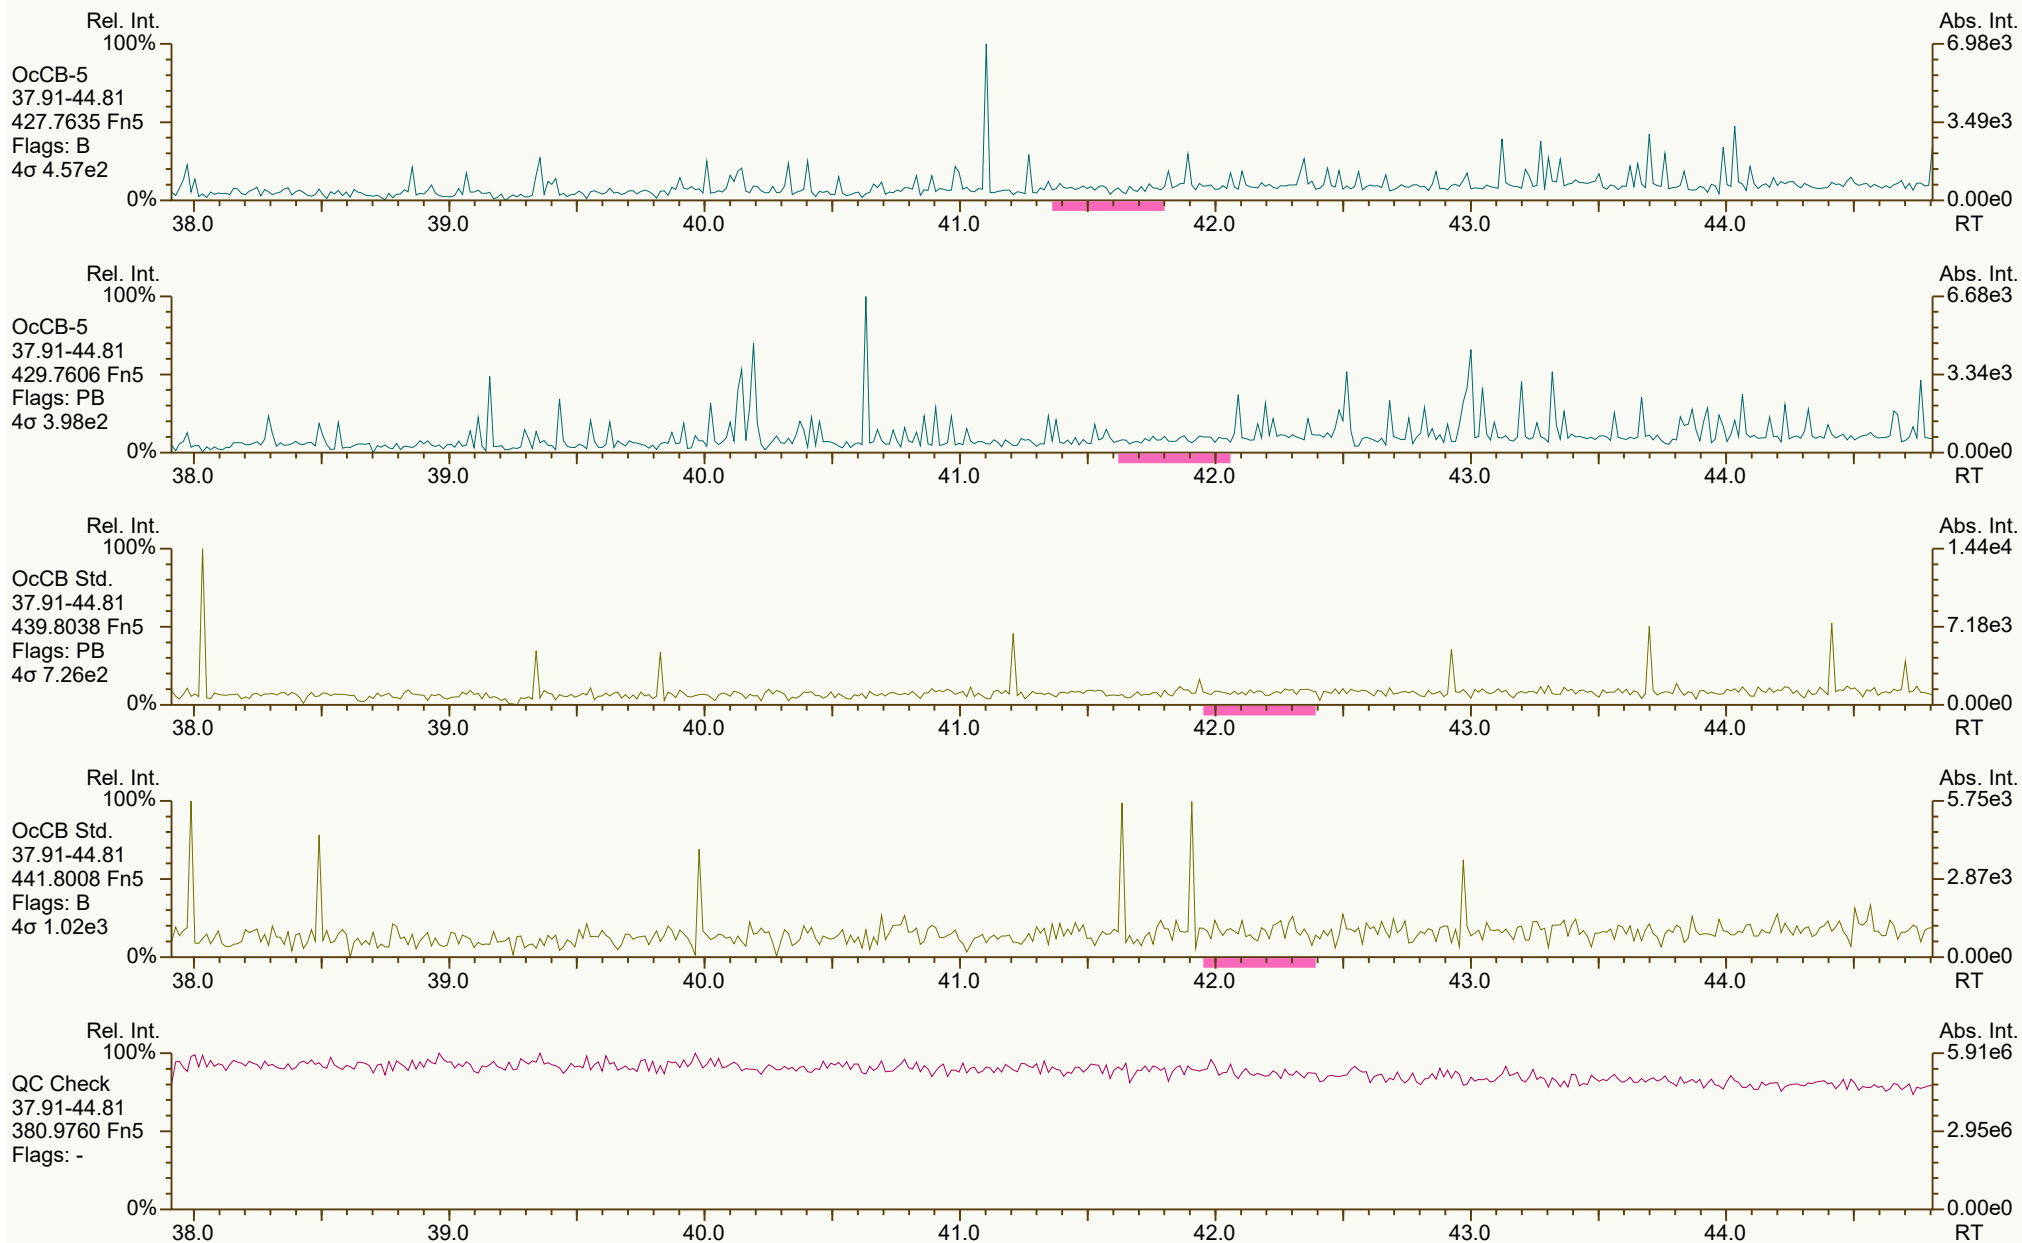 Rel. Int. Abs. Int.
100% 6.98e3
OcCB-5
37.91-44.81
427.7635 Fn5 3.49e3
Flags: B
4σ 4.57e2
0% 0.00e0
38.0 39.0 40.0 41.0 42.0 43.0 44.0 RT
Rel. Int. Abs. Int.
100% 6.68e3
OcCB-5
37.91-44.81
429.7606 Fn5 3.34e3
Flags: PB
4σ 3.98e2
0% 0.00e0
38.0 39.0 40.0 41.0 42.0 43.0 44.0 RT
Rel. Int. Abs. Int.
100% 1.44e4
OcCB Std.
37.91-44.81
439.8038 Fn5 7.18e3
Flags: PB
4σ 7.26e2
0% 0.00e0
38.0 39.0 40.0 41.0 42.0 43.0 44.0 RT
Rel. Int. Abs. Int.
100% 5.75e3
OcCB Std.
37.91-44.81
441.8008 Fn5 2.87e3
Flags: B
4σ 1.02e3
0% 0.00e0
38.0 39.0 40.0 41.0 42.0 43.0 44.0 RT
Rel. Int. Abs. Int.
100% 5.91e6
QC Check
37.91-44.81
380.9760 Fn5 2.95e6
Flags: -
0% 0.00e0
38.0 39.0 40.0 41.0 42.0 43.0 44.0 RT